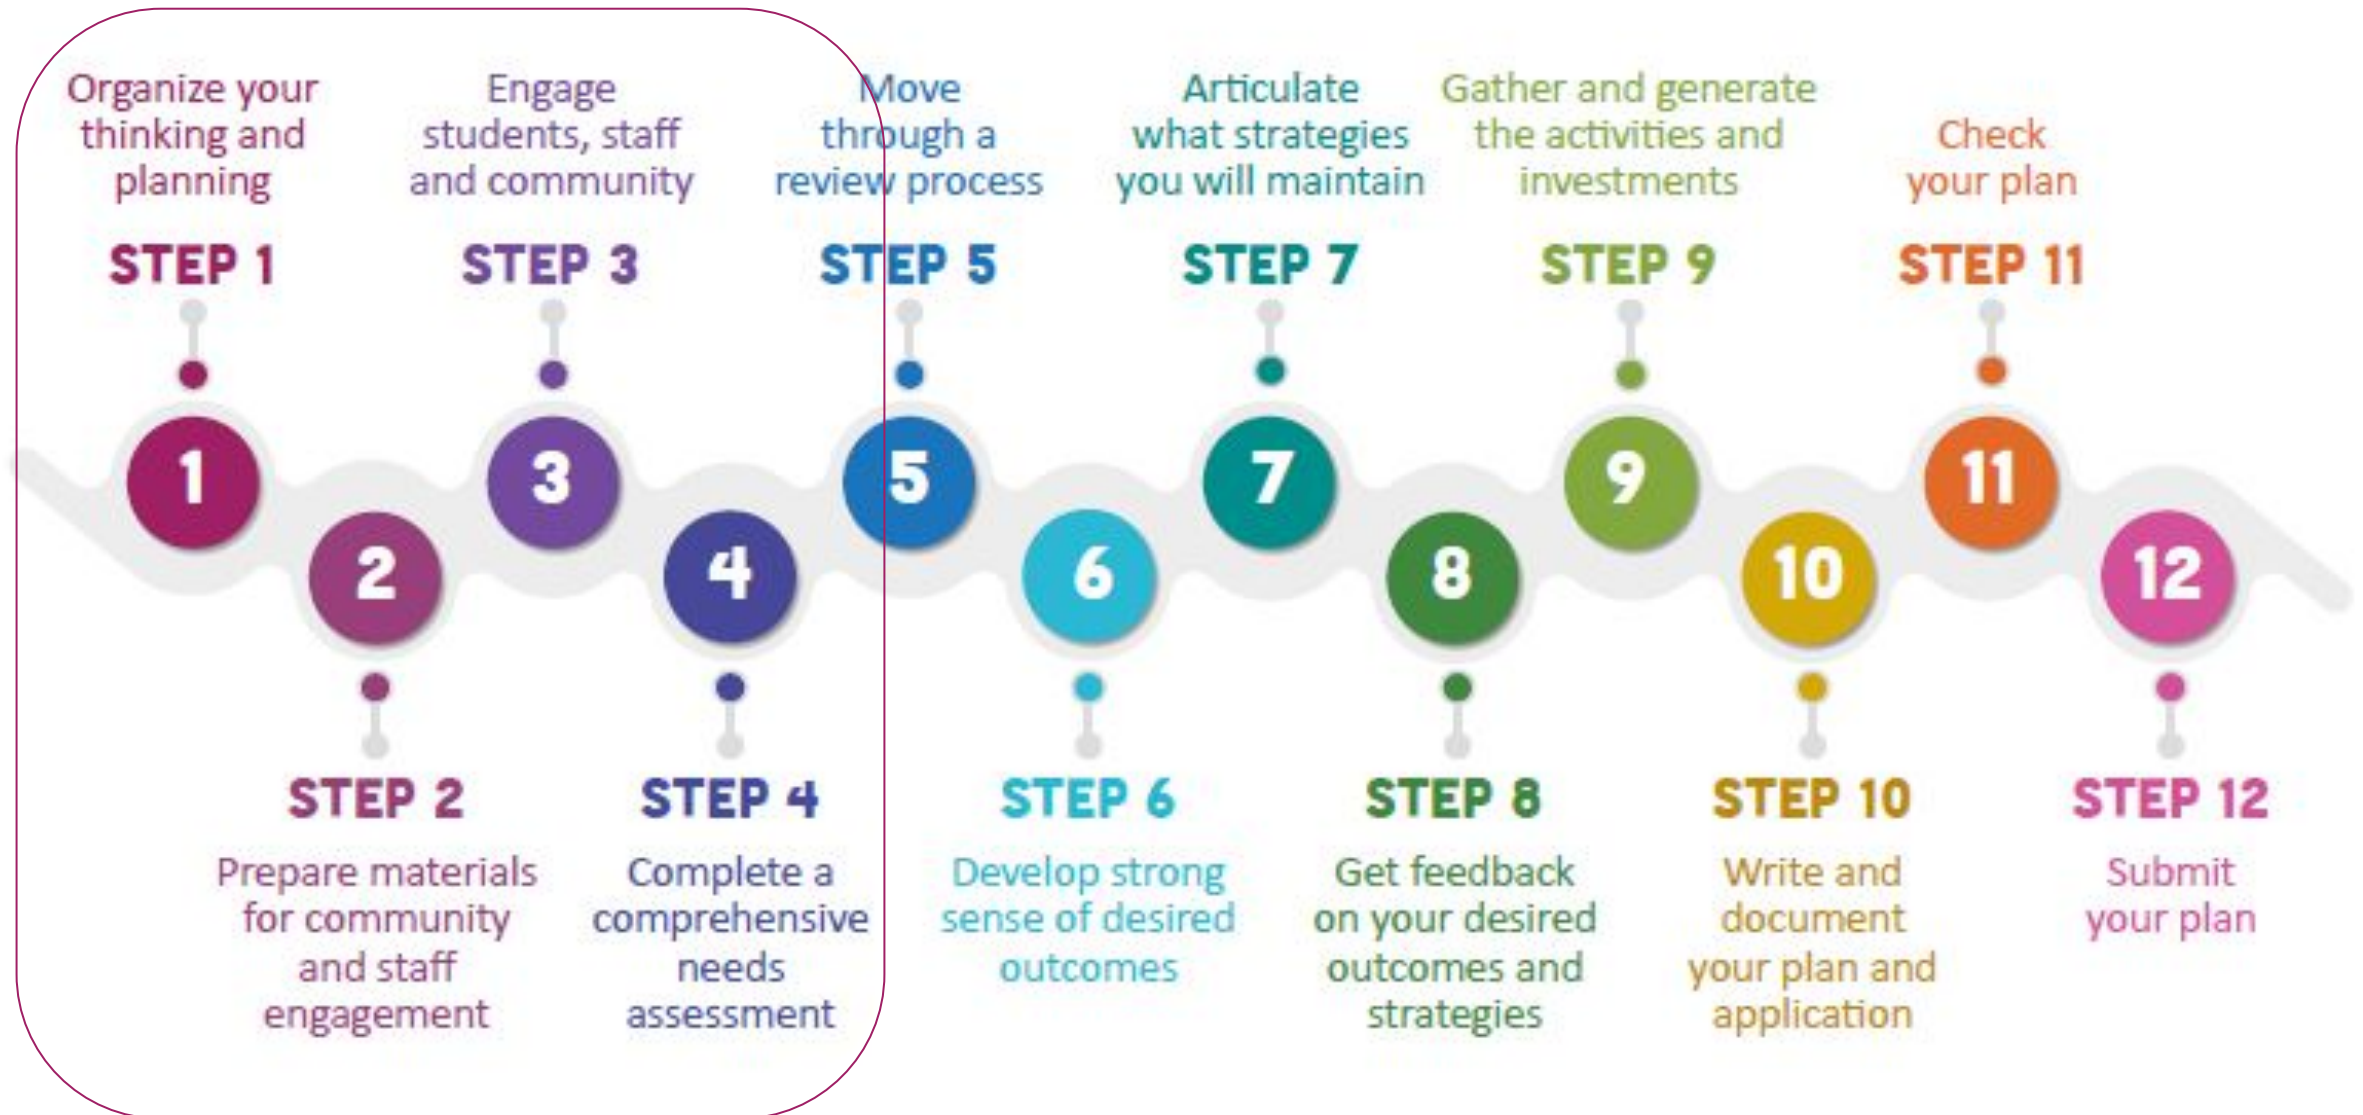 Organize your
thinking and
planning
STEP 1
1
STEP 2
2
Prepare materials
for community
and staff
engagement
Engage
students, staff
and community
STEP 3
3
4
STEP 4
Complete a
comprehensive
needs
assessment
Move
through a
review process
STEP 5
5
6
STEP 6
Develop strong
sense of desired
outcomes
Articulate
what strategies
you will maintain
STEP 7
7
8
STEP 8
Get feedback
on your desired
outcomes and
strategies
Gather and generate
the activities and
investments
STEP 9
9
10
STEP 10
Write and
document
your plan and
application
Check
your plan
STEP 11
11
12
STEP 12
Submit
your plan